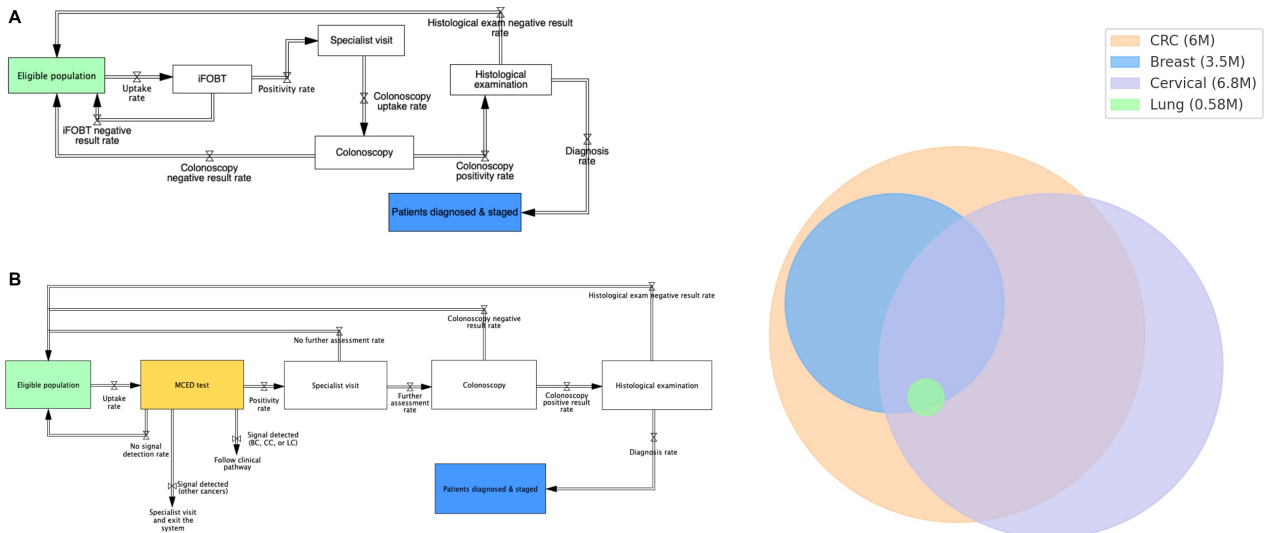 A
Histological exam negative result
rate
Specialist visit
Eligible population
iFOBT
Histological
examination
Uptake
rate
Positivity rate
Colonoscopy
uptake rate
iFOBT negative
result rate
Colonoscopy
Diagnosis
rate
Colonoscopy
negative result rate
Colonoscopy
positivity rate
Patients diagnosed & staged
B
Histological exam negative result rate
Colonoscopy negative
result rate
No further assessment rate
Eligible population
MCED test
Specialist visit
Colonoscopy
Histological examination
Uptake
rate
Positivity
rate
Further
assessment
rate
Colonoscopy
positive result
rate
No signal
detection rate
Signal detected
(BC, CC, or LC)
Follow clinical
pathway
Diagnosis rate
Signal detected
(other cancers)
Patients diagnosed & staged
Specialist visit
and exit the
system
CRC (6M)
Breast (3.5M)
Cervical (6.8M)
Lung (0.58M)